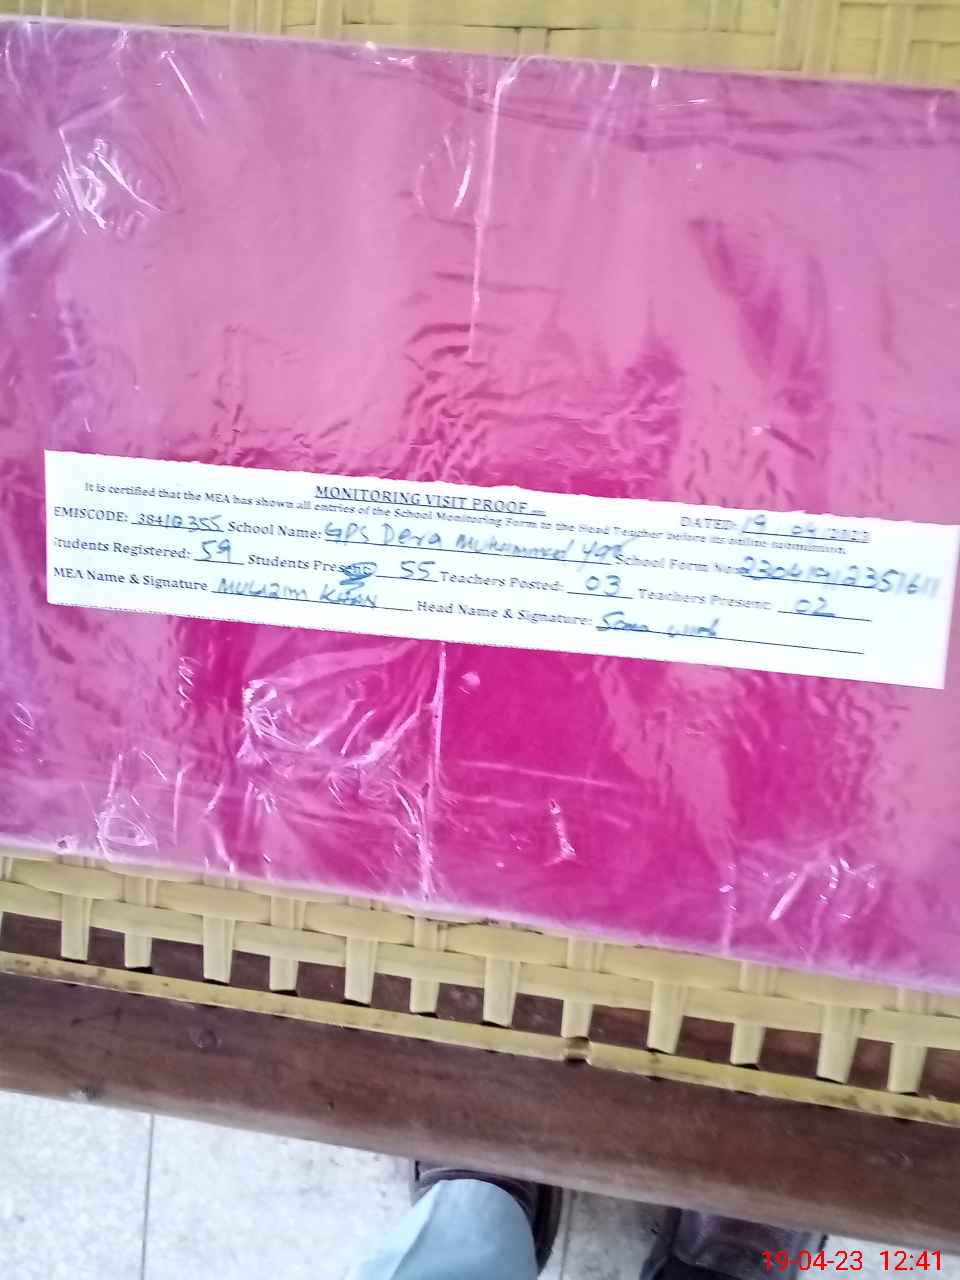 MONITORING VISIT PROOF
DATED: 19/04/2023
It is certified that the MEA has shown all entries of the School Monitoring Form to the Head Teacher before its online submission.
EMISCODE: 38410355 School Name: GPS Dera Muhammad School Form No:
Students Registered: 59 Students Present: 55 Teachers Posted: 03 Teachers Present: 02
MEA Name & Signature Mulazim Khan Head Name & Signature:
19-04-23 12:41